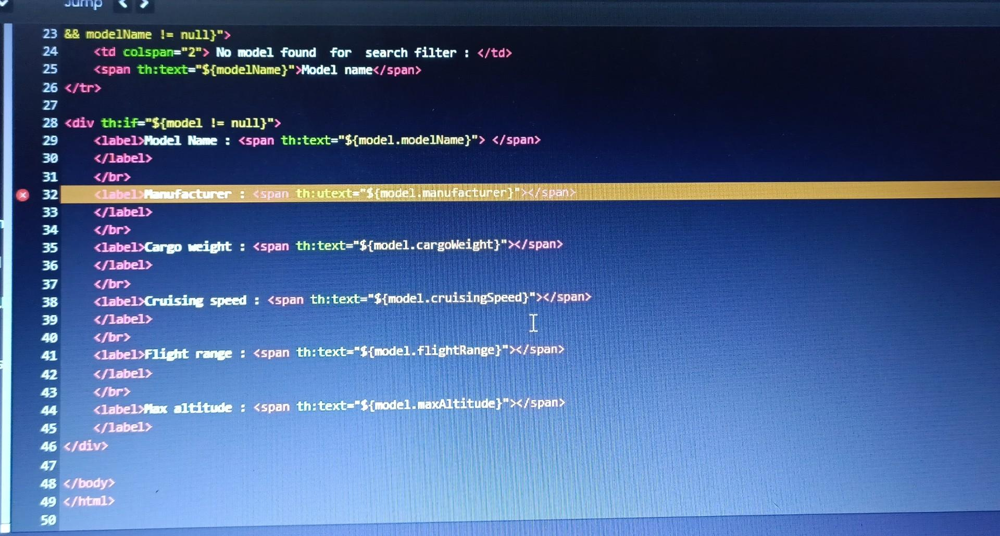 Jump < >
23 && modelName != null}">
24 <td colspan="2"> No model found  for  search filter : </td>
25 <span th:text="${modelName}">Model name</span>
26 </tr>
27
28 <div th:if="${model != null}">
29 <label>Model Name : <span th:text="${model.modelName}"> </span>
30 </label>
31 </br>
32 <label>Manufacturer : <span th:utext="${model.manufacturer}"></span>
33 </label>
34 </br>
35 <label>Cargo weight : <span th:text="${model.cargoWeight}"></span>
36 </label>
37 </br>
38 <label>Cruising speed : <span th:text="${model.cruisingSpeed}"></span>
39 </label>
40 </br>
41 <label>Flight range : <span th:text="${model.flightRange}"></span>
42 </label>
43 </br>
44 <label>Max altitude : <span th:text="${model.maxAltitude}"></span>
45 </label>
46 </div>
47
48 </body>
49 </html>
50